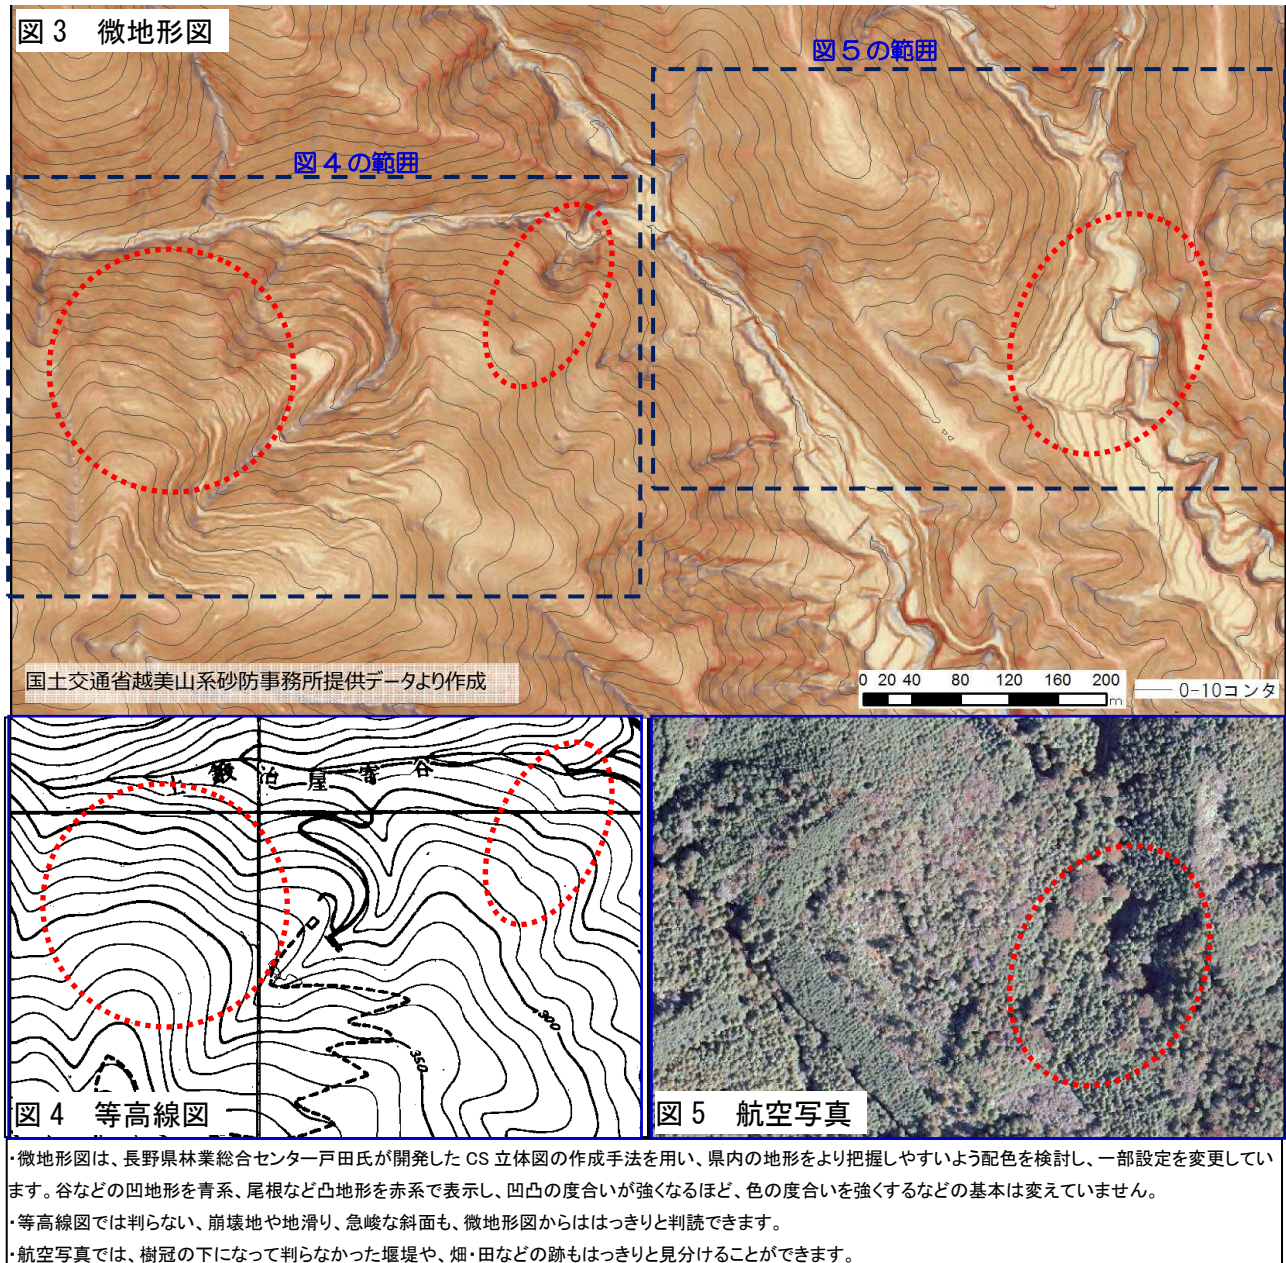 図３　微地形図
図５の範囲
図４の範囲
国土交通省越美山系砂防事務所提供データより作成
0 20 40 80 120 160 200
m
0-10コンタ
上鍛冶屋寄谷
300
350
図４　等高線図
図５　航空写真
・微地形図は、長野県林業総合センター戸田氏が開発した CS 立体図の作成手法を用い、県内の地形をより把握しやすいよう配色を検討し、一部設定を変更してい
ます。谷などの凹地形を青系、尾根など凸地形を赤系で表示し、凹凸の度合いが強くなるほど、色の度合いを強くするなどの基本は変えていません。
・等高線図では判らない、崩壊地や地滑り、急峻な斜面も、微地形図からははっきりと判読できます。
・航空写真では、樹冠の下になって判らなかった堰堤や、畑・田などの跡もはっきりと見分けることができます。